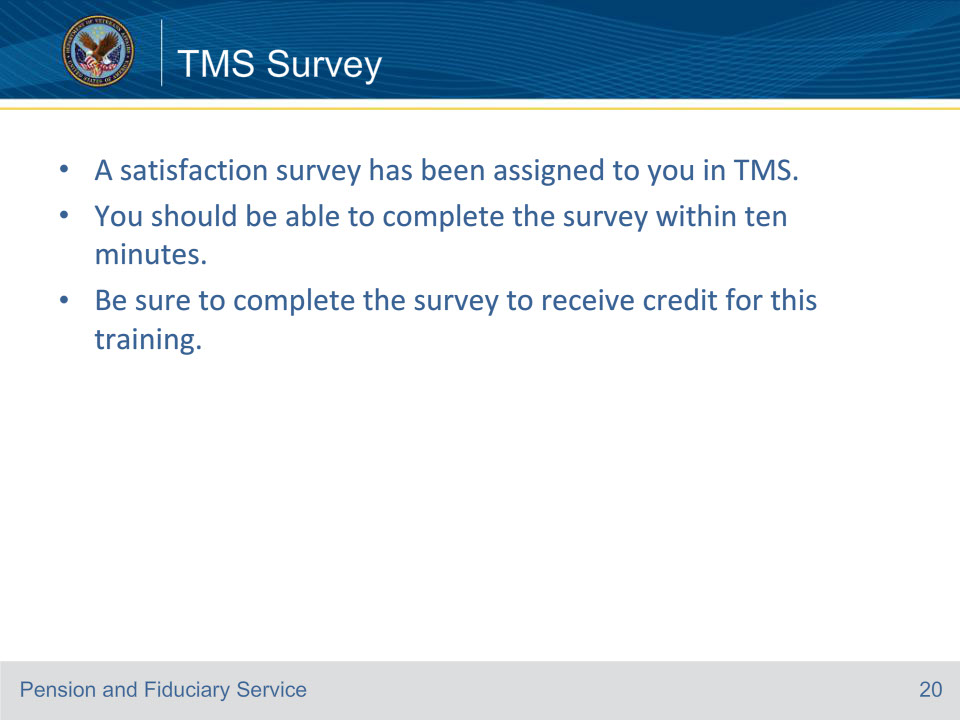 TMS Survey
• A satisfaction survey has been assigned to you in TMS.
• You should be able to complete the survey within ten
minutes.
• Be sure to complete the survey to receive credit for this
training.
Pension and Fiduciary Service
20